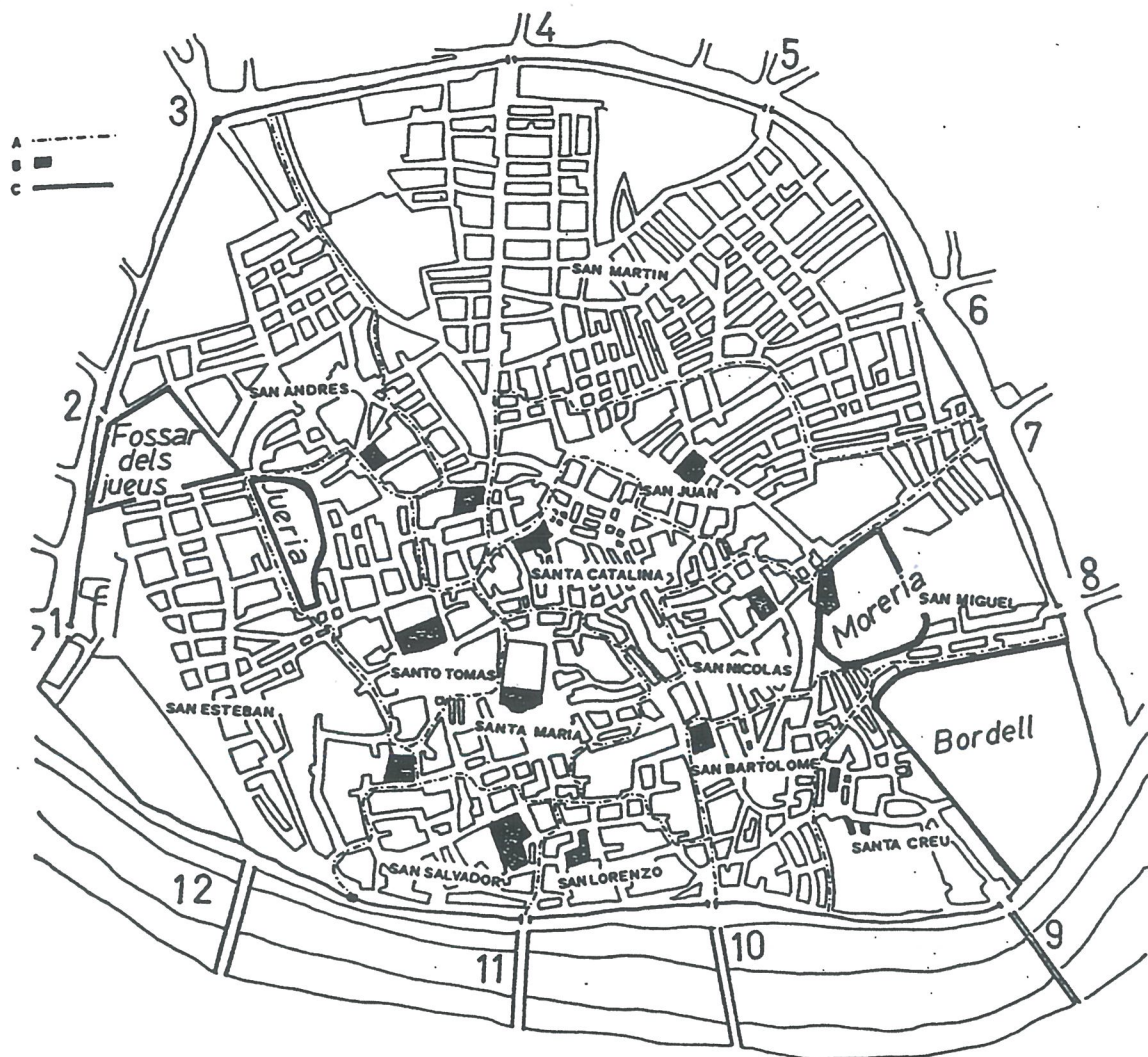 4
5
3
A
B
C
SAN MARTIN
6
SAN ANDRES
2
Fossar
dels
jueus
7
SAN JUAN
Jueria
SANTA CATALINA
8
Moreria
SAN MIGUEL
1
SANTO TOMAS
SAN NICOLAS
SAN ESTEBAN
SANTA MARIA
Bordell
SAN BARTOLOME
SANTA CREU
SAN SALVADOR
SAN LORENZO
12
9
10
11